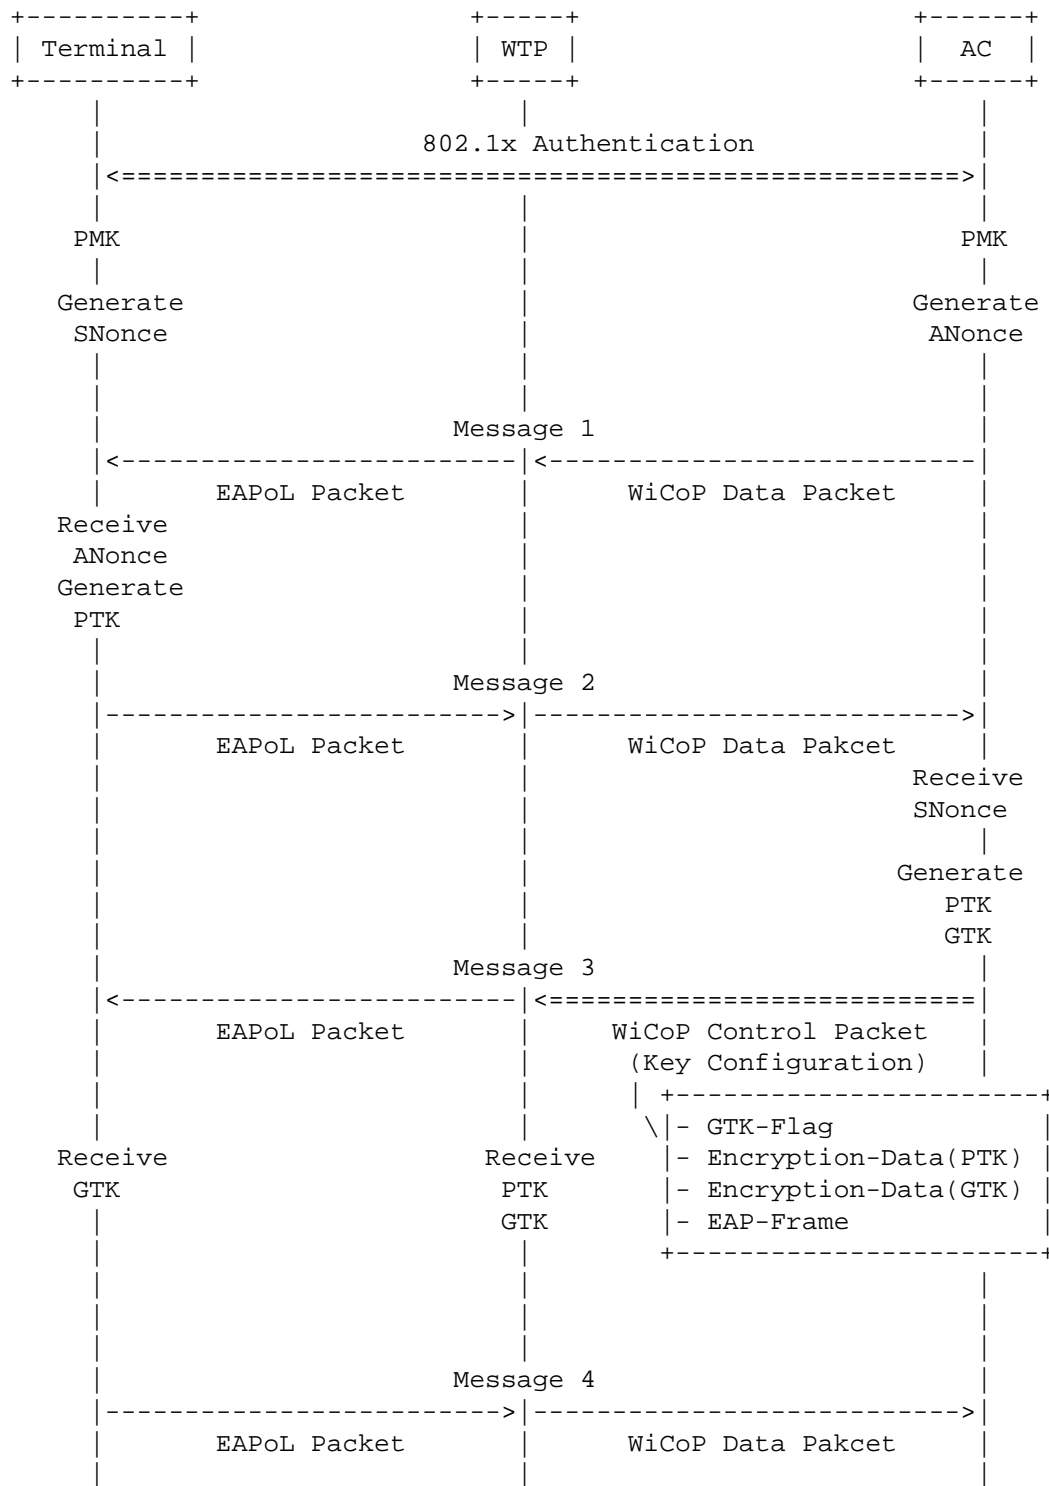 Terminal WTP AC
802.1x Authentication
PMK PMK
Generate Generate
SNonce ANonce
Message 1
EAPoL Packet WiCoP Data Packet
Receive
ANonce
Generate
PTK
Message 2
EAPoL Packet WiCoP Data Pakcet
Receive
SNonce
Generate
PTK
GTK
Message 3
EAPoL Packet WiCoP Control Packet
(Key Configuration)
- GTK-Flag
Receive Receive - Encryption-Data(PTK)
GTK PTK - Encryption-Data(GTK)
GTK - EAP-Frame
Message 4
EAPoL Packet WiCoP Data Pakcet